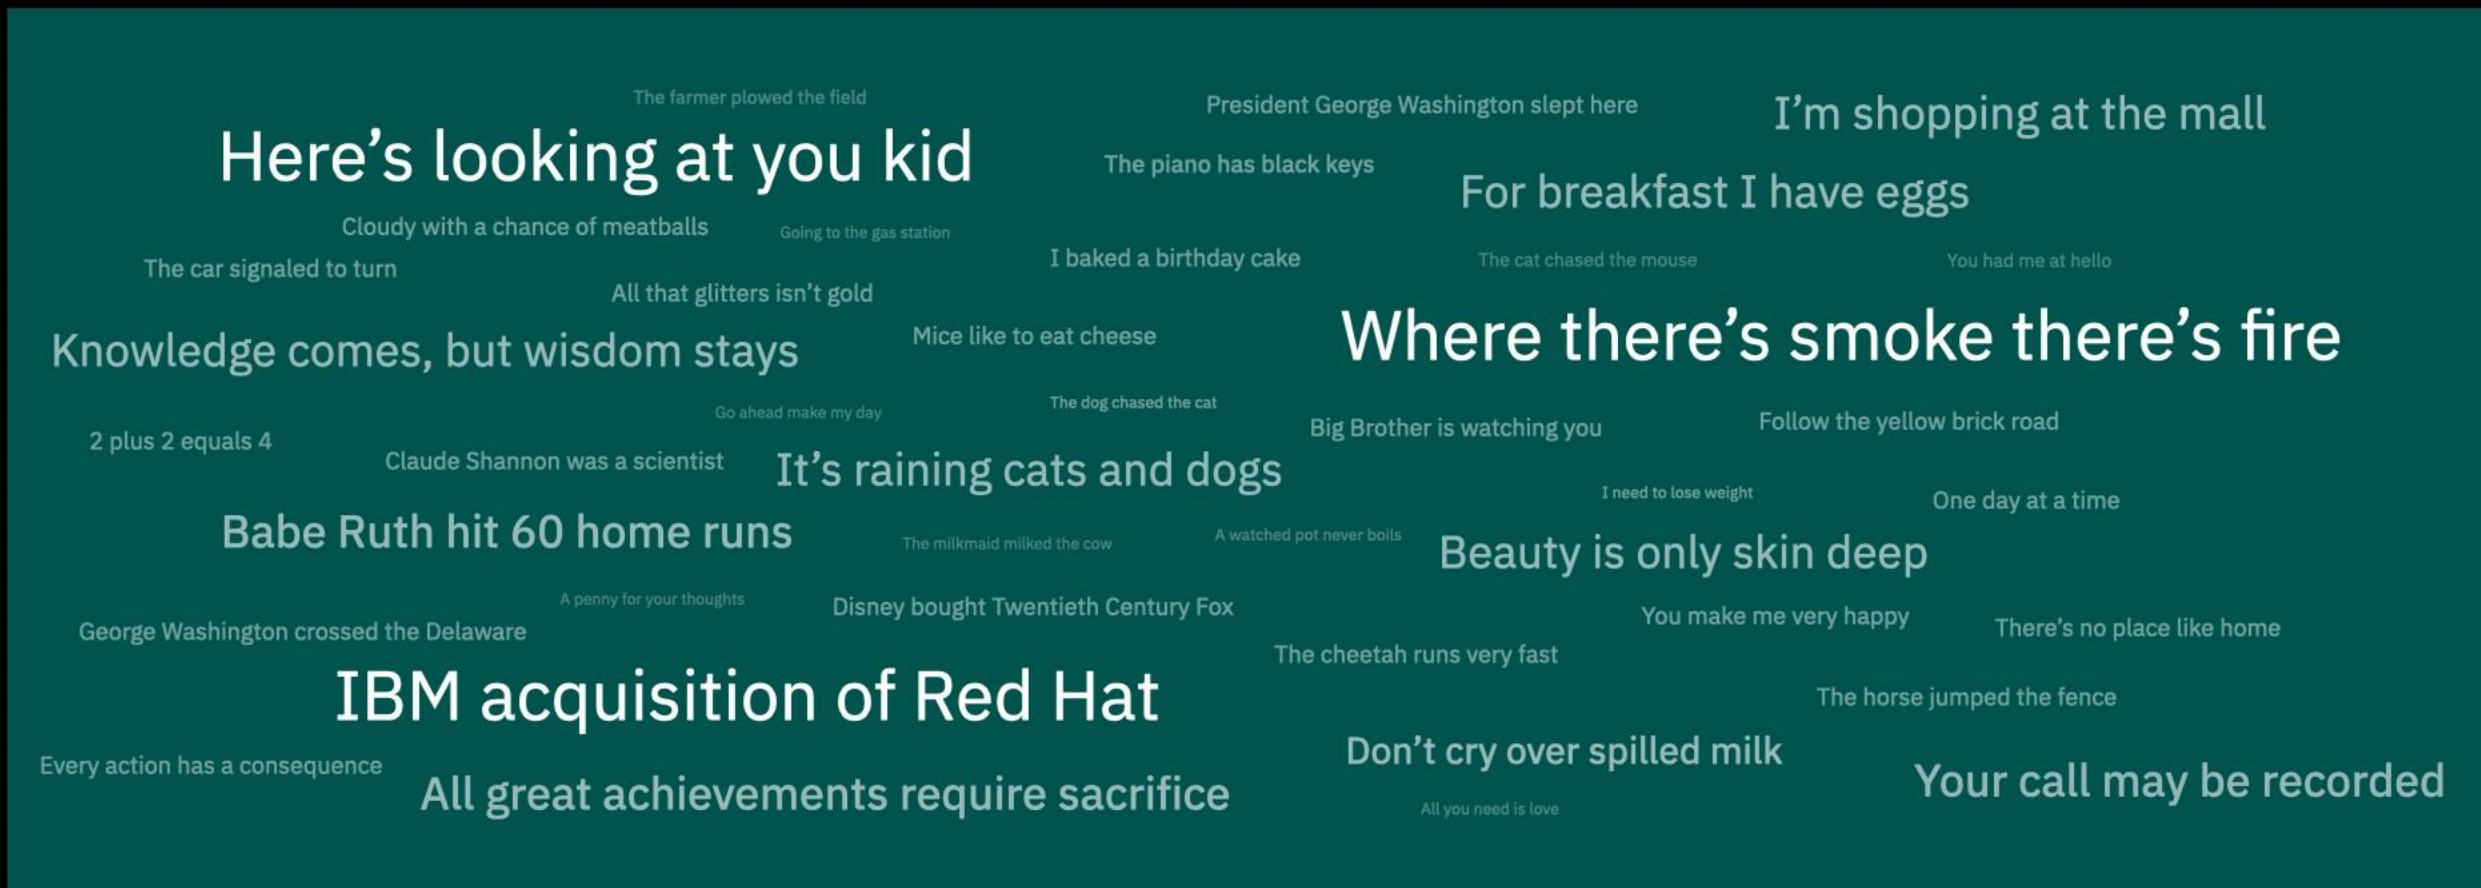 The farmer plowed the field
President George Washington slept here
I'm shopping at the mall
Here's looking at you kid
The piano has black keys
For breakfast I have eggs
Cloudy with a chance of meatballs
Going to the gas station
I baked a birthday cake
The cat chased the mouse
You had me at hello
The car signaled to turn
All that glitters isn't gold
Knowledge comes, but wisdom stays
Mice like to eat cheese
Where there's smoke there's fire
Go ahead make my day
The dog chased the cat
Big Brother is watching you
Follow the yellow brick road
2 plus 2 equals 4
Claude Shannon was a scientist
It's raining cats and dogs
I need to lose weight
One day at a time
Babe Ruth hit 60 home runs
The milkmaid milked the cow
A watched pot never boils
Beauty is only skin deep
A penny for your thoughts
Disney bought Twentieth Century Fox
You make me very happy
There's no place like home
George Washington crossed the Delaware
The cheetah runs very fast
IBM acquisition of Red Hat
The horse jumped the fence
Every action has a consequence
Don't cry over spilled milk
All great achievements require sacrifice
Your call may be recorded
All you need is love